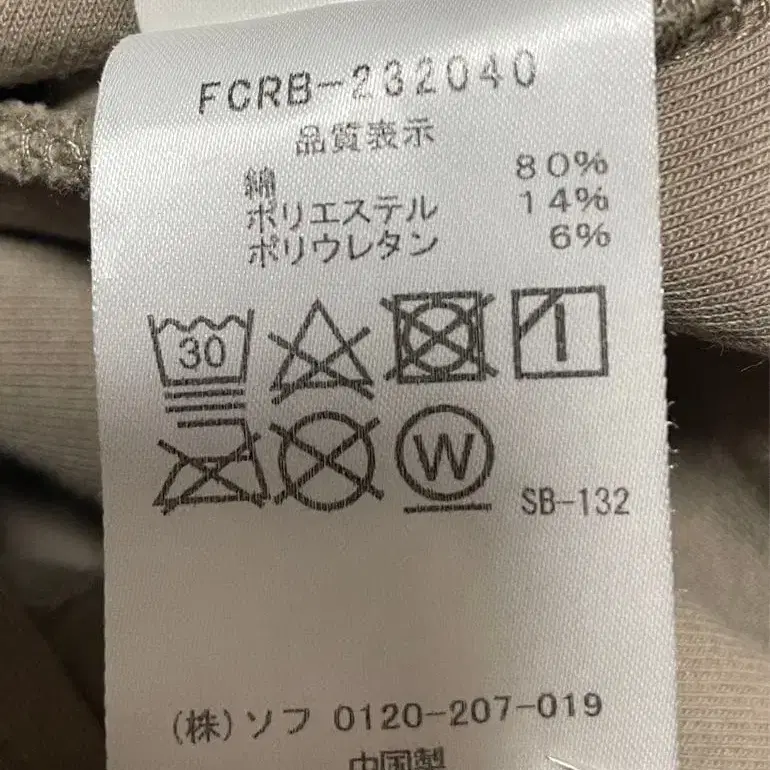 FCRB-232040
品質表示
綿 80%
ポリエステル 14%
ポリウレタン 6%
30
W SB-132
(株)ソフ 0120-207-019
中国製